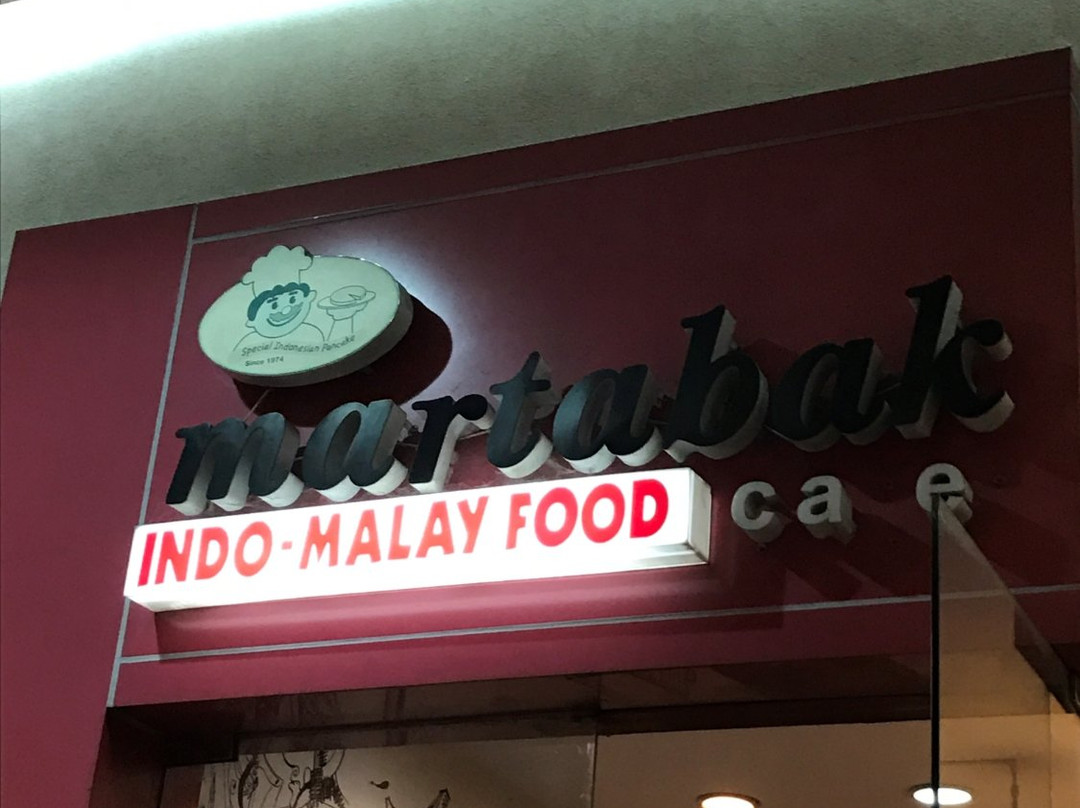 Special Indonesian Pancake
Since 1974
martabak
INDO-MALAY FOOD
ca e